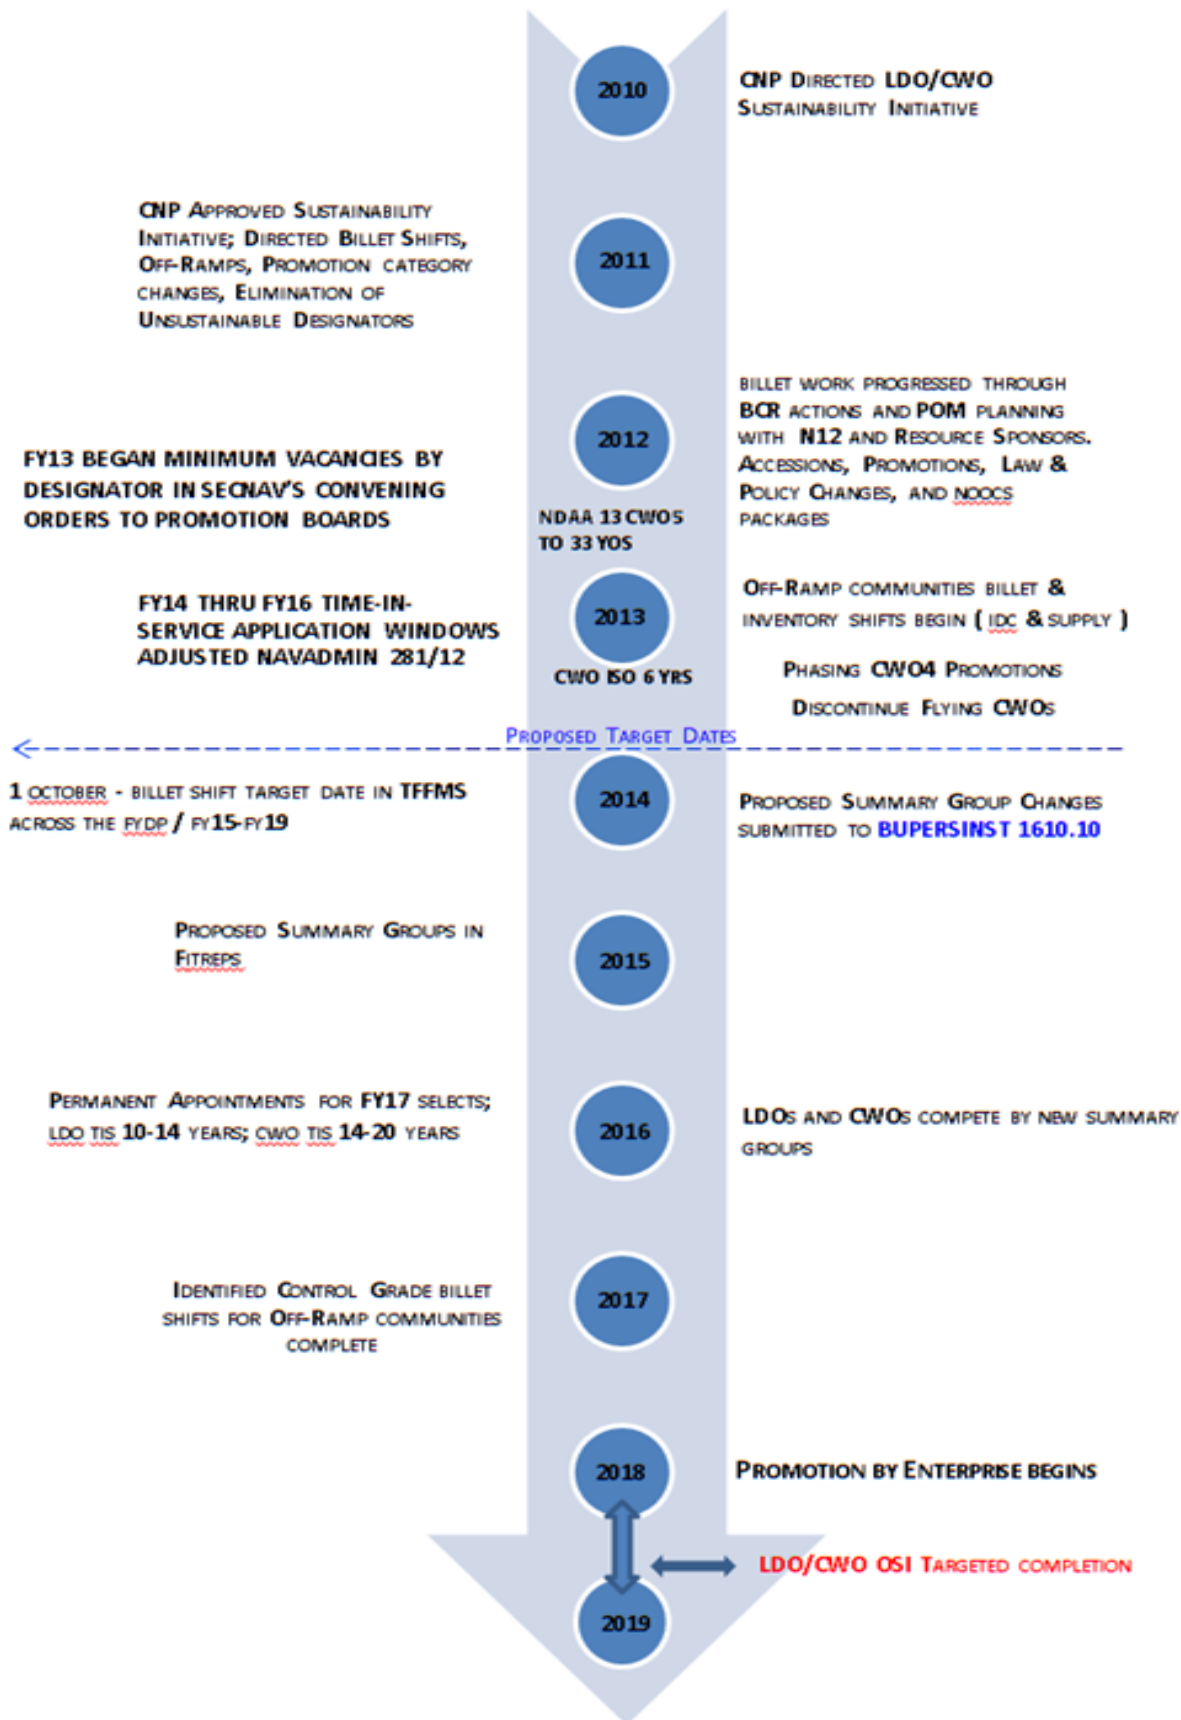 2010
CNP Directed LDO/CWO
Sustainability Initiative
CNP Approved Sustainability
Initiative; Directed Billet Shifts,
Off-Ramps, Promotion category
changes, Elimination of
Unsustainable Designators
2011
2012
billet work progressed through
BCR actions and POM planning
with N12 and Resource Sponsors.
Accessions, Promotions, Law &
Policy Changes, and NOOCS
packages
FY13 BEGAN MINIMUM VACANCIES BY
DESIGNATOR IN SECNAV'S CONVENING
ORDERS TO PROMOTION BOARDS
NDAA 13 CWO5
TO 33 YOS
FY14 THRU FY16 TIME-IN-
SERVICE APPLICATION WINDOWS
ADJUSTED NAVADMIN 281/12
2013
CWO ISO 6 YRS
Off-Ramp communities billet &
inventory shifts begin ( IDC & supply )
Phasing CWO4 Promotions
Discontinue Flying CWOs
Proposed Target Dates
1 october - billet shift target date in TFFMS
across the FYDP / FY15-FY19
2014
Proposed Summary Group Changes
submitted to BUPERSINST 1610.10
Proposed Summary Groups in
Fitreps
2015
Permanent Appointments for FY17 selects;
LDO TIS 10-14 years; CWO TIS 14-20 years
2016
LDOs and CWOs compete by new summary
groups
Identified Control Grade billet
shifts for Off-Ramp communities
complete
2017
2018
Promotion by Enterprise begins
LDO/CWO OSI Targeted completion
2019